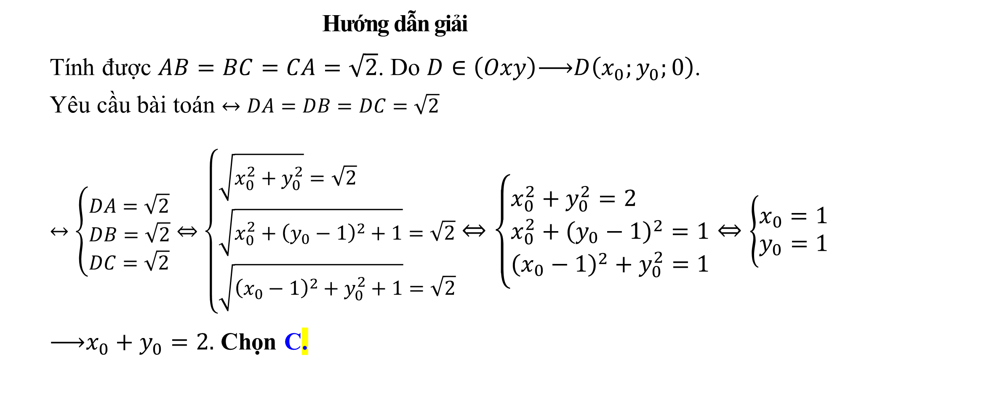 Hướng dẫn giải
Tính được $AB = BC = CA = \sqrt{2}$. Do $D \in (Oxy) \longrightarrow D(x_0; y_0; 0)$.
Yêu cầu bài toán $\leftrightarrow DA = DB = DC = \sqrt{2}$
$\leftrightarrow \begin{cases} DA = \sqrt{2} \\ DB = \sqrt{2} \\ DC = \sqrt{2} \end{cases} \Leftrightarrow \begin{cases} \sqrt{x_0^2 + y_0^2} = \sqrt{2} \\ \sqrt{x_0^2 + (y_0 - 1)^2 + 1} = \sqrt{2} \\ \sqrt{(x_0 - 1)^2 + y_0^2 + 1} = \sqrt{2} \end{cases} \Leftrightarrow \begin{cases} x_0^2 + y_0^2 = 2 \\ x_0^2 + (y_0 - 1)^2 = 1 \\ (x_0 - 1)^2 + y_0^2 = 1 \end{cases} \Leftrightarrow \begin{cases} x_0 = 1 \\ y_0 = 1 \end{cases}$
$\longrightarrow x_0 + y_0 = 2$. Chọn C.